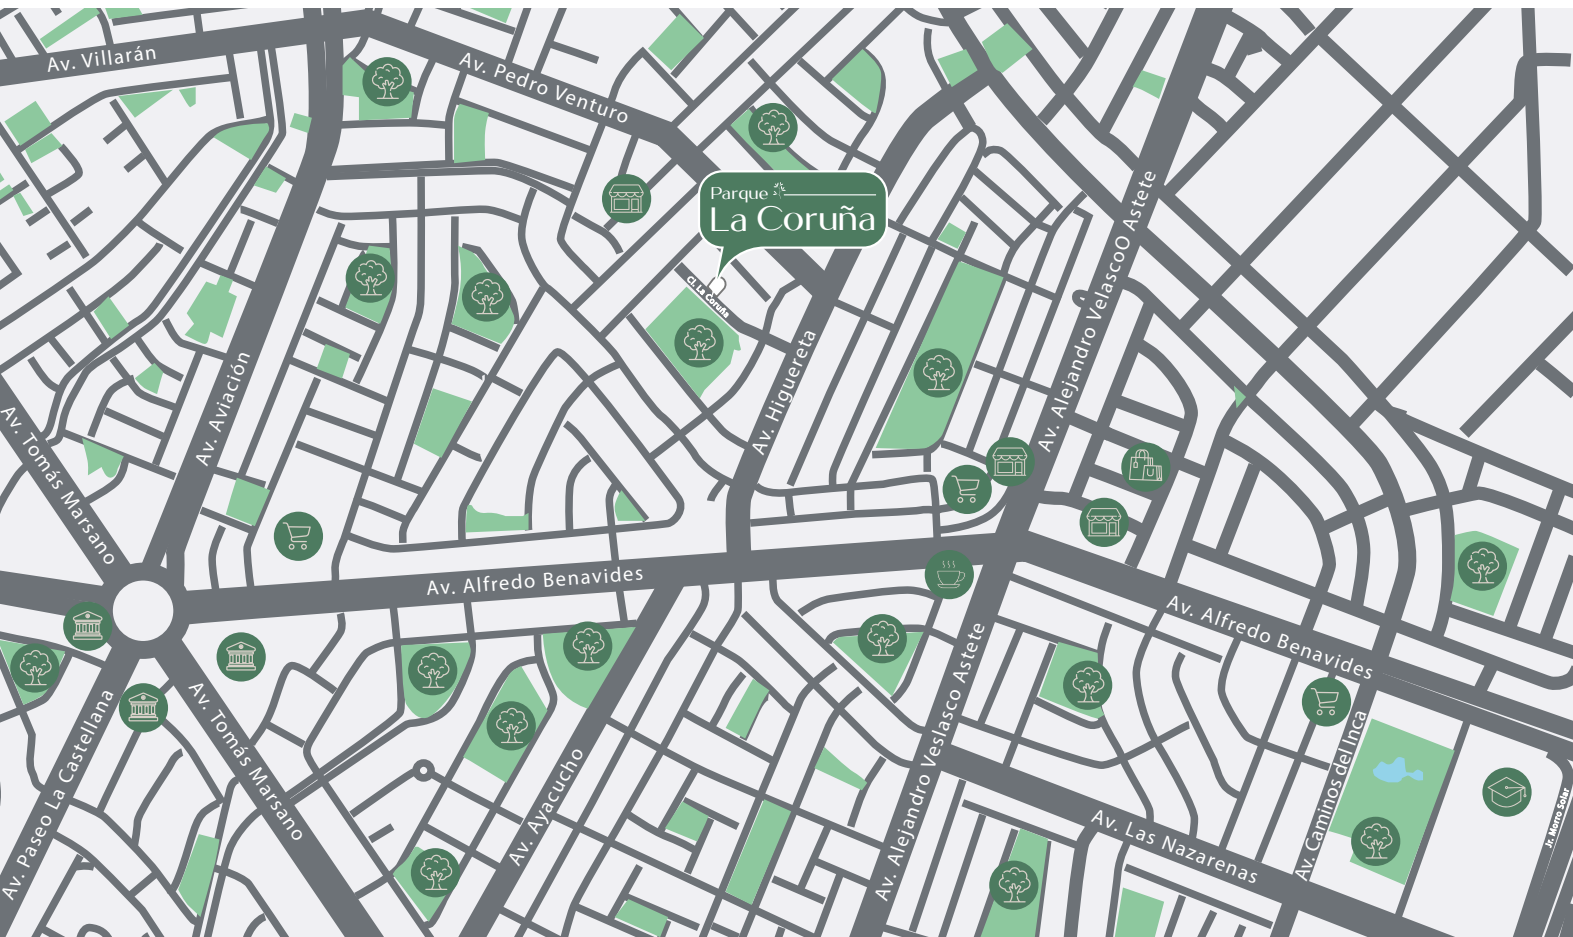 Av. Villarán
Av. Pedro Venturo
Parque
La Coruña
Cl. La Coruña
Av. Aviación
Av. Higuereta
Av. Alejandro VelascoO Astete
Av. Tomás Marsano
Av. Alfredo Benavides
Av. Alfredo Benavides
Av. Paseo La Castellana
Av. Tomás Marsano
Av. Ayacucho
Av. Alejandro Veslasco Astete
Av. Las Nazarenas
Av. Caminos del Inca
Jr. Morro Solar